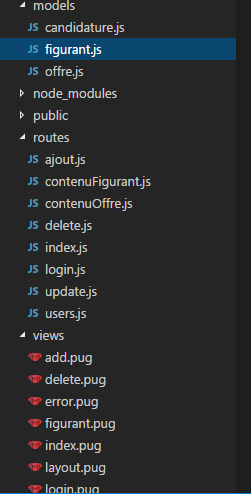 models
JS candidature.js
JS figurant.js
JS offre.js
node_modules
public
routes
JS ajout.js
JS contenuFigurant.js
JS contenuOffre.js
JS delete.js
JS index.js
JS login.js
JS update.js
JS users.js
views
add.pug
delete.pug
error.pug
figurant.pug
index.pug
layout.pug
login.pug